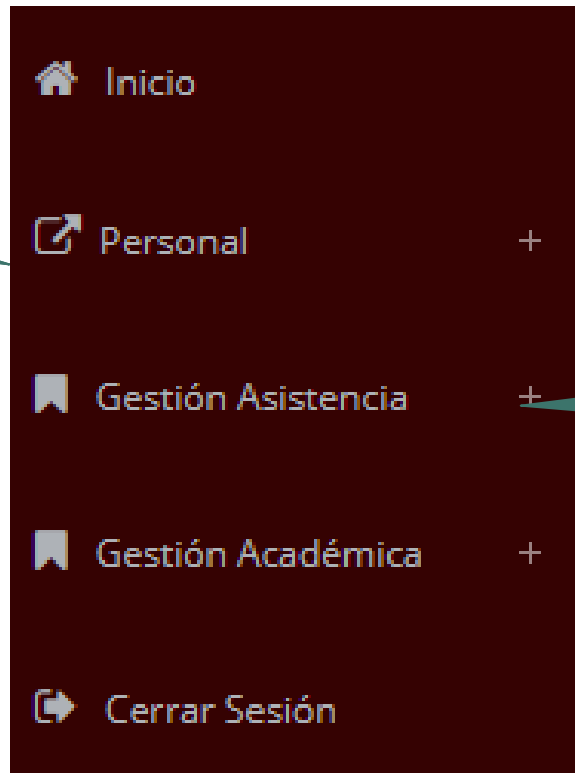 Inicio
Personal +
Gestión Asistencia +
Gestión Académica +
Cerrar Sesión